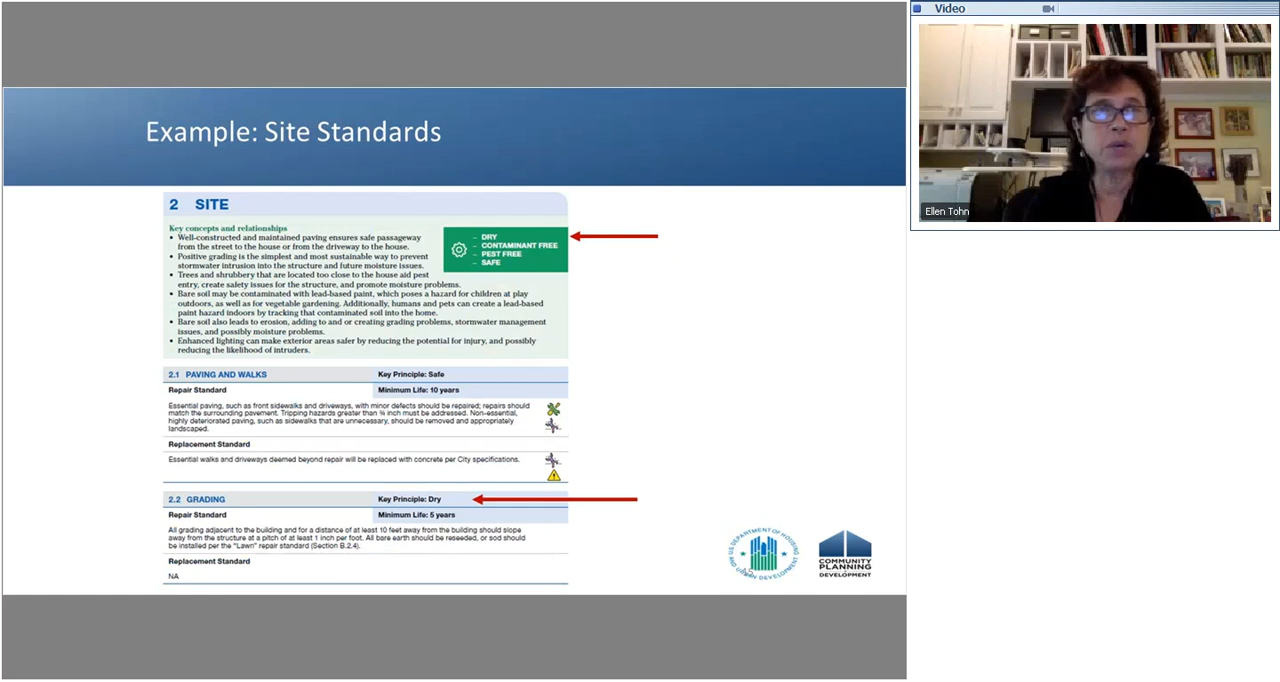 Video
Ellen Tohn
Example: Site Standards
2 SITE
Key concepts and relationships
• Well-constructed and maintained paving ensures safe passageway
from the street to the house or from the driveway to the house.
• Positive grading is the simplest and most sustainable way to prevent
stormwater intrusion into the structure and future moisture issues.
• Trees and shrubbery that are located too close to the house aid pest
entry, create safety issues for the structure, and promote moisture problems.
• Bare soil may be contaminated with lead-based paint, which poses a hazard for children at play
outdoors, as well as for vegetable gardening. Additionally, humans and pets can create a lead-based
paint hazard indoors by tracking that contaminated soil into the home.
• Bare soil also leads to erosion, adding to and or creating grading problems, stormwater management
issues, and possibly moisture problems.
• Enhanced lighting can make exterior areas safer by reducing the potential for injury, and possibly
reducing the likelihood of intruders.
– DRY
– CONTAMINANT FREE
– PEST FREE
– SAFE
2.1 PAVING AND WALKS Key Principle: Safe
Repair Standard Minimum Life: 10 years
Essential paving, such as front sidewalks and driveways, with minor defects should be repaired; repairs should
match the surrounding pavement. Tripping hazards greater than ¾ inch must be addressed. Non-essential,
highly deteriorated paving, such as sidewalks that are unnecessary, should be removed and appropriately
landscaped.
Replacement Standard
Essential walks and driveways deemed beyond repair will be replaced with concrete per City specifications.
2.2 GRADING Key Principle: Dry
Repair Standard Minimum Life: 5 years
All grading adjacent to the building and for a distance of at least 10 feet away from the building should slope
away from the structure at a pitch of at least 1 inch per foot. All bare earth should be reseeded, or sod should
be installed per the "Lawn" repair standard (Section B.2.4).
Replacement Standard
NA
U.S. DEPARTMENT OF HOUSING
AND URBAN DEVELOPMENT
COMMUNITY
PLANNING
DEVELOPMENT